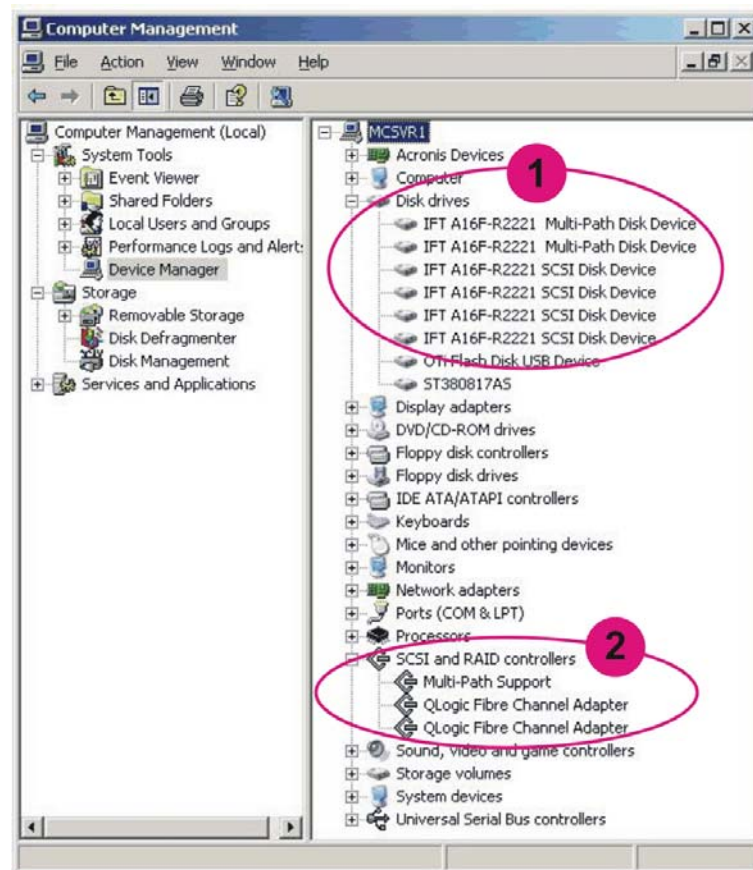 Computer Management
File Action View Window Help
Computer Management (Local)
System Tools
Event Viewer
Shared Folders
Local Users and Groups
Performance Logs and Alert:
Device Manager
Storage
Removable Storage
Disk Defragmenter
Disk Management
Services and Applications
MCSVR1
Acronis Devices
Computer
1
Disk drives
IFT A16F-R2221 Multi-Path Disk Device
IFT A16F-R2221 Multi-Path Disk Device
IFT A16F-R2221 SCSI Disk Device
IFT A16F-R2221 SCSI Disk Device
IFT A16F-R2221 SCSI Disk Device
IFT A16F-R2221 SCSI Disk Device
OTi Flash Disk USB Device
ST380817AS
Display adapters
DVD/CD-ROM drives
Floppy disk controllers
Floppy disk drives
IDE ATA/ATAPI controllers
Keyboards
Mice and other pointing devices
Monitors
Network adapters
Ports (COM & LPT)
Processors
2
SCSI and RAID controllers
Multi-Path Support
QLogic Fibre Channel Adapter
QLogic Fibre Channel Adapter
Sound, video and game controllers
Storage volumes
System devices
Universal Serial Bus controllers